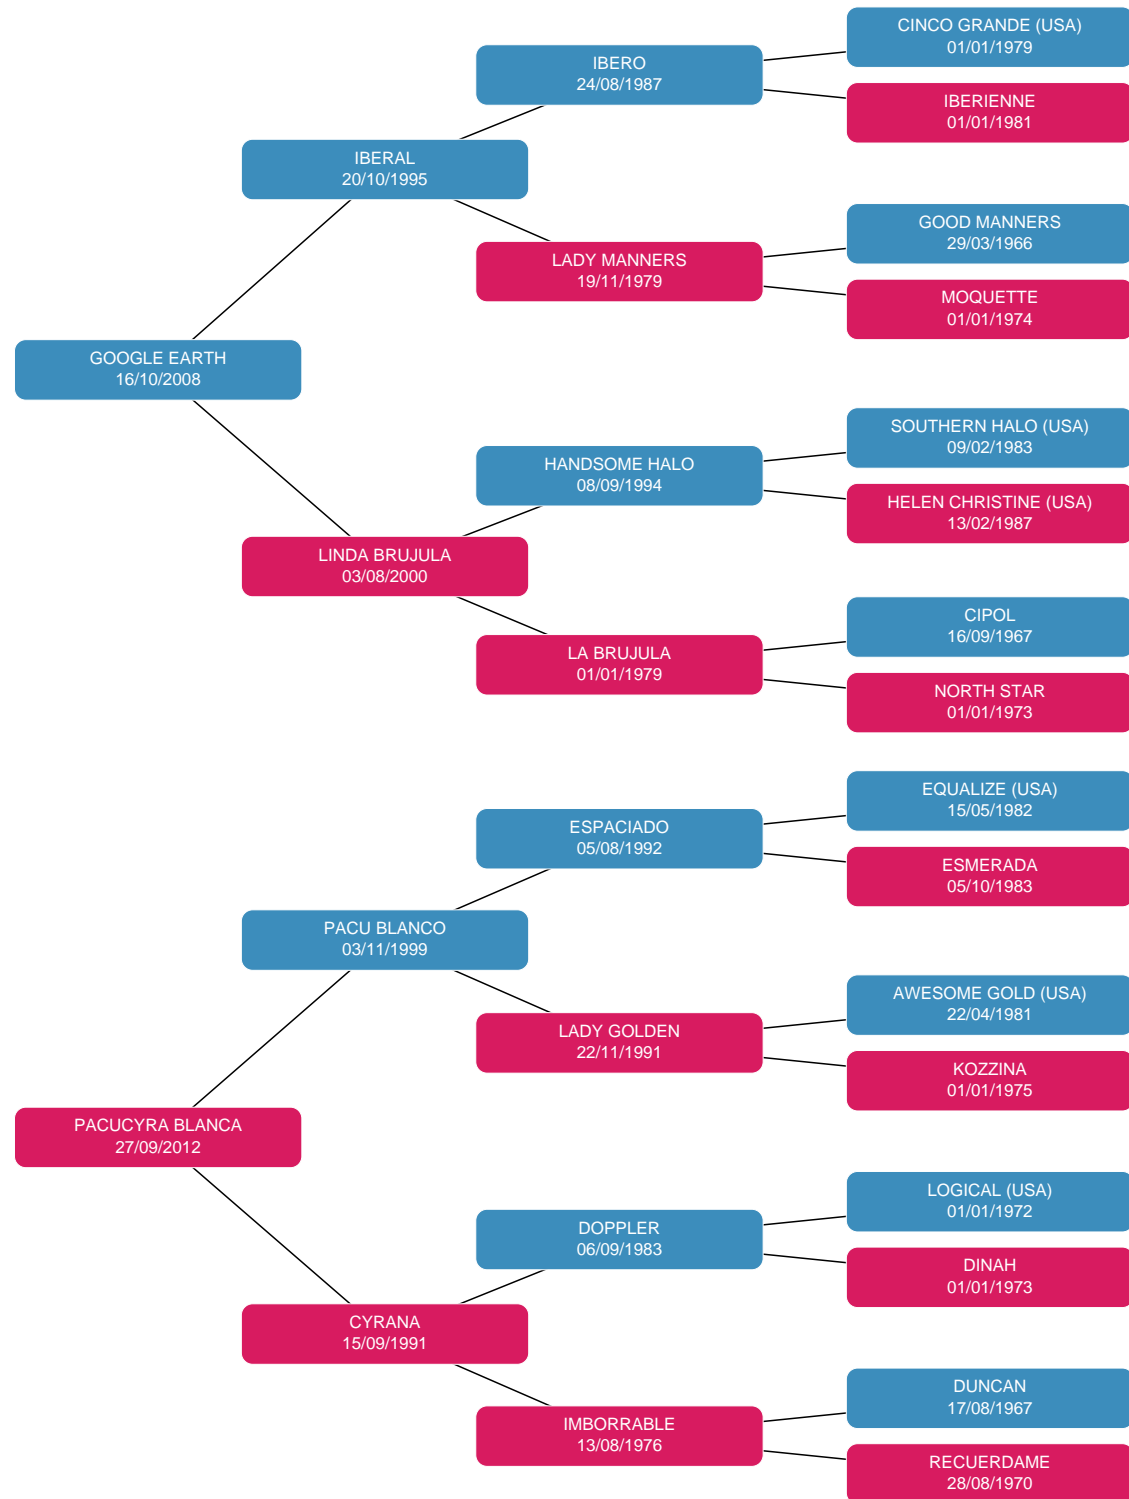 CINCO GRANDE (USA)
01/01/1979
IBERO
24/08/1987
IBERIENNE
01/01/1981
IBERAL
20/10/1995
GOOD MANNERS
29/03/1966
LADY MANNERS
19/11/1979
MOQUETTE
01/01/1974
GOOGLE EARTH
16/10/2008
SOUTHERN HALO (USA)
09/02/1983
HANDSOME HALO
08/09/1994
HELEN CHRISTINE (USA)
13/02/1987
LINDA BRUJULA
03/08/2000
CIPOL
16/09/1967
LA BRUJULA
01/01/1979
NORTH STAR
01/01/1973
EQUALIZE (USA)
15/05/1982
ESPACIADO
05/08/1992
ESMERADA
05/10/1983
PACU BLANCO
03/11/1999
AWESOME GOLD (USA)
22/04/1981
LADY GOLDEN
22/11/1991
KOZZINA
01/01/1975
PACUCYRA BLANCA
27/09/2012
LOGICAL (USA)
01/01/1972
DOPPLER
06/09/1983
DINAH
01/01/1973
CYRANA
15/09/1991
DUNCAN
17/08/1967
IMBORRABLE
13/08/1976
RECUERDAME
28/08/1970